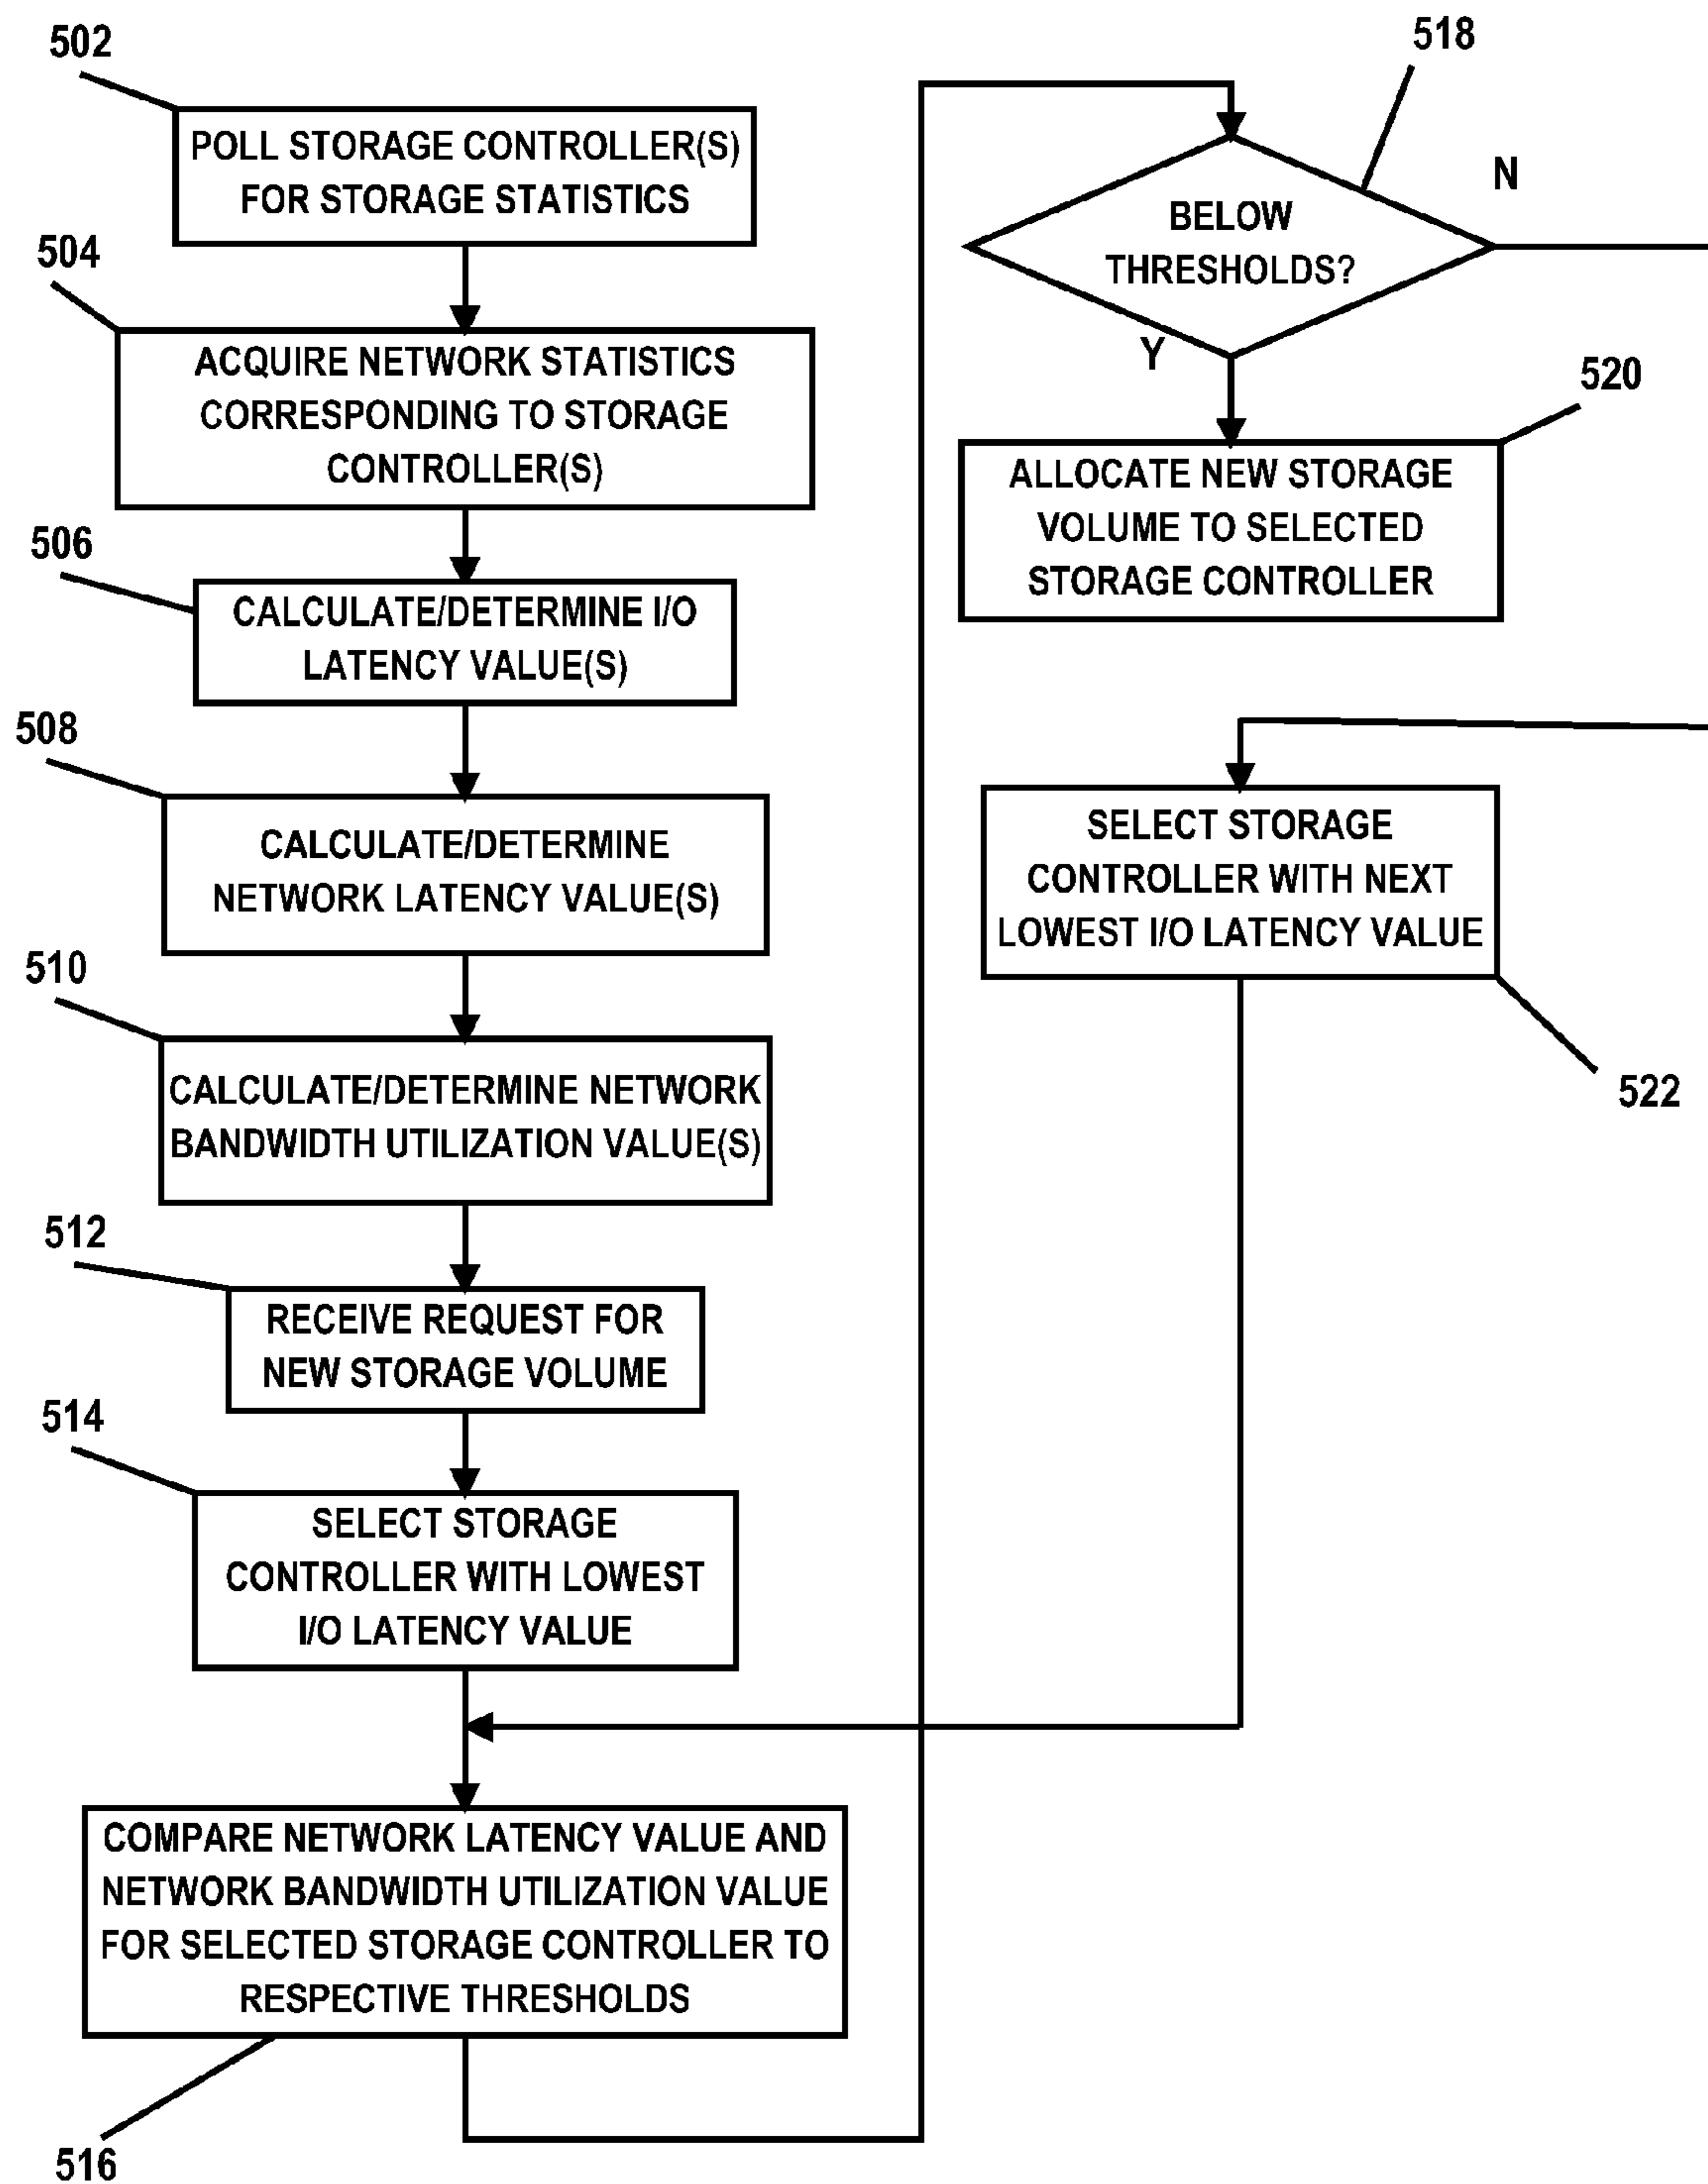 502
POLL STORAGE CONTROLLER(S)
FOR STORAGE STATISTICS
504
ACQUIRE NETWORK STATISTICS
CORRESPONDING TO STORAGE
CONTROLLER(S)
506
CALCULATE/DETERMINE I/O
LATENCY VALUE(S)
508
CALCULATE/DETERMINE
NETWORK LATENCY VALUE(S)
510
CALCULATE/DETERMINE NETWORK
BANDWIDTH UTILIZATION VALUE(S)
512
RECEIVE REQUEST FOR
NEW STORAGE VOLUME
514
SELECT STORAGE
CONTROLLER WITH LOWEST
I/O LATENCY VALUE
COMPARE NETWORK LATENCY VALUE AND
NETWORK BANDWIDTH UTILIZATION VALUE
FOR SELECTED STORAGE CONTROLLER TO
RESPECTIVE THRESHOLDS
516
518
BELOW
THRESHOLDS?
N
Y
520
ALLOCATE NEW STORAGE
VOLUME TO SELECTED
STORAGE CONTROLLER
SELECT STORAGE
CONTROLLER WITH NEXT
LOWEST I/O LATENCY VALUE
522